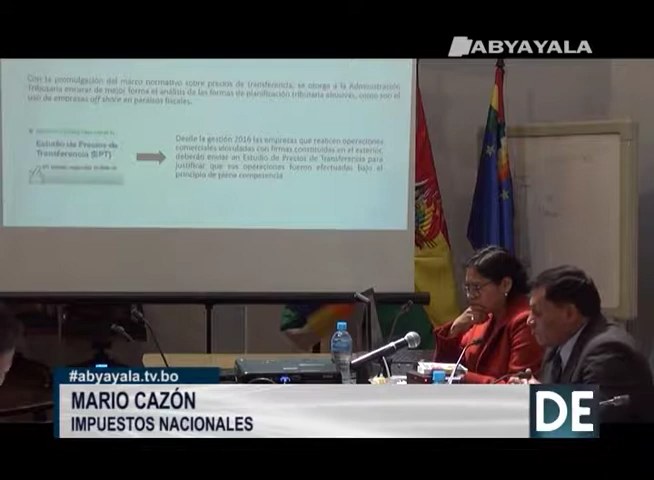 ABYAYALA
Con la promulgación del marco normativo sobre precios de transferencia, se otorga a la Administración
Tributaria encarar de mejor forma el análisis de las formas de planificación tributaria abusivas, como son el
uso de empresas off shore en paraísos fiscales.
Estudio de Precios de
Transferencia (EPT)
Desde la gestión 2016 las empresas que realicen operaciones
comerciales vinculadas con firmas constituidas en el exterior,
deberán enviar un Estudio de Precios de Transferencia para
justificar que sus operaciones fueron efectuadas bajo el
principio de plena competencia
#abyayala.tv.bo
MARIO CAZÓN
IMPUESTOS NACIONALES
DE